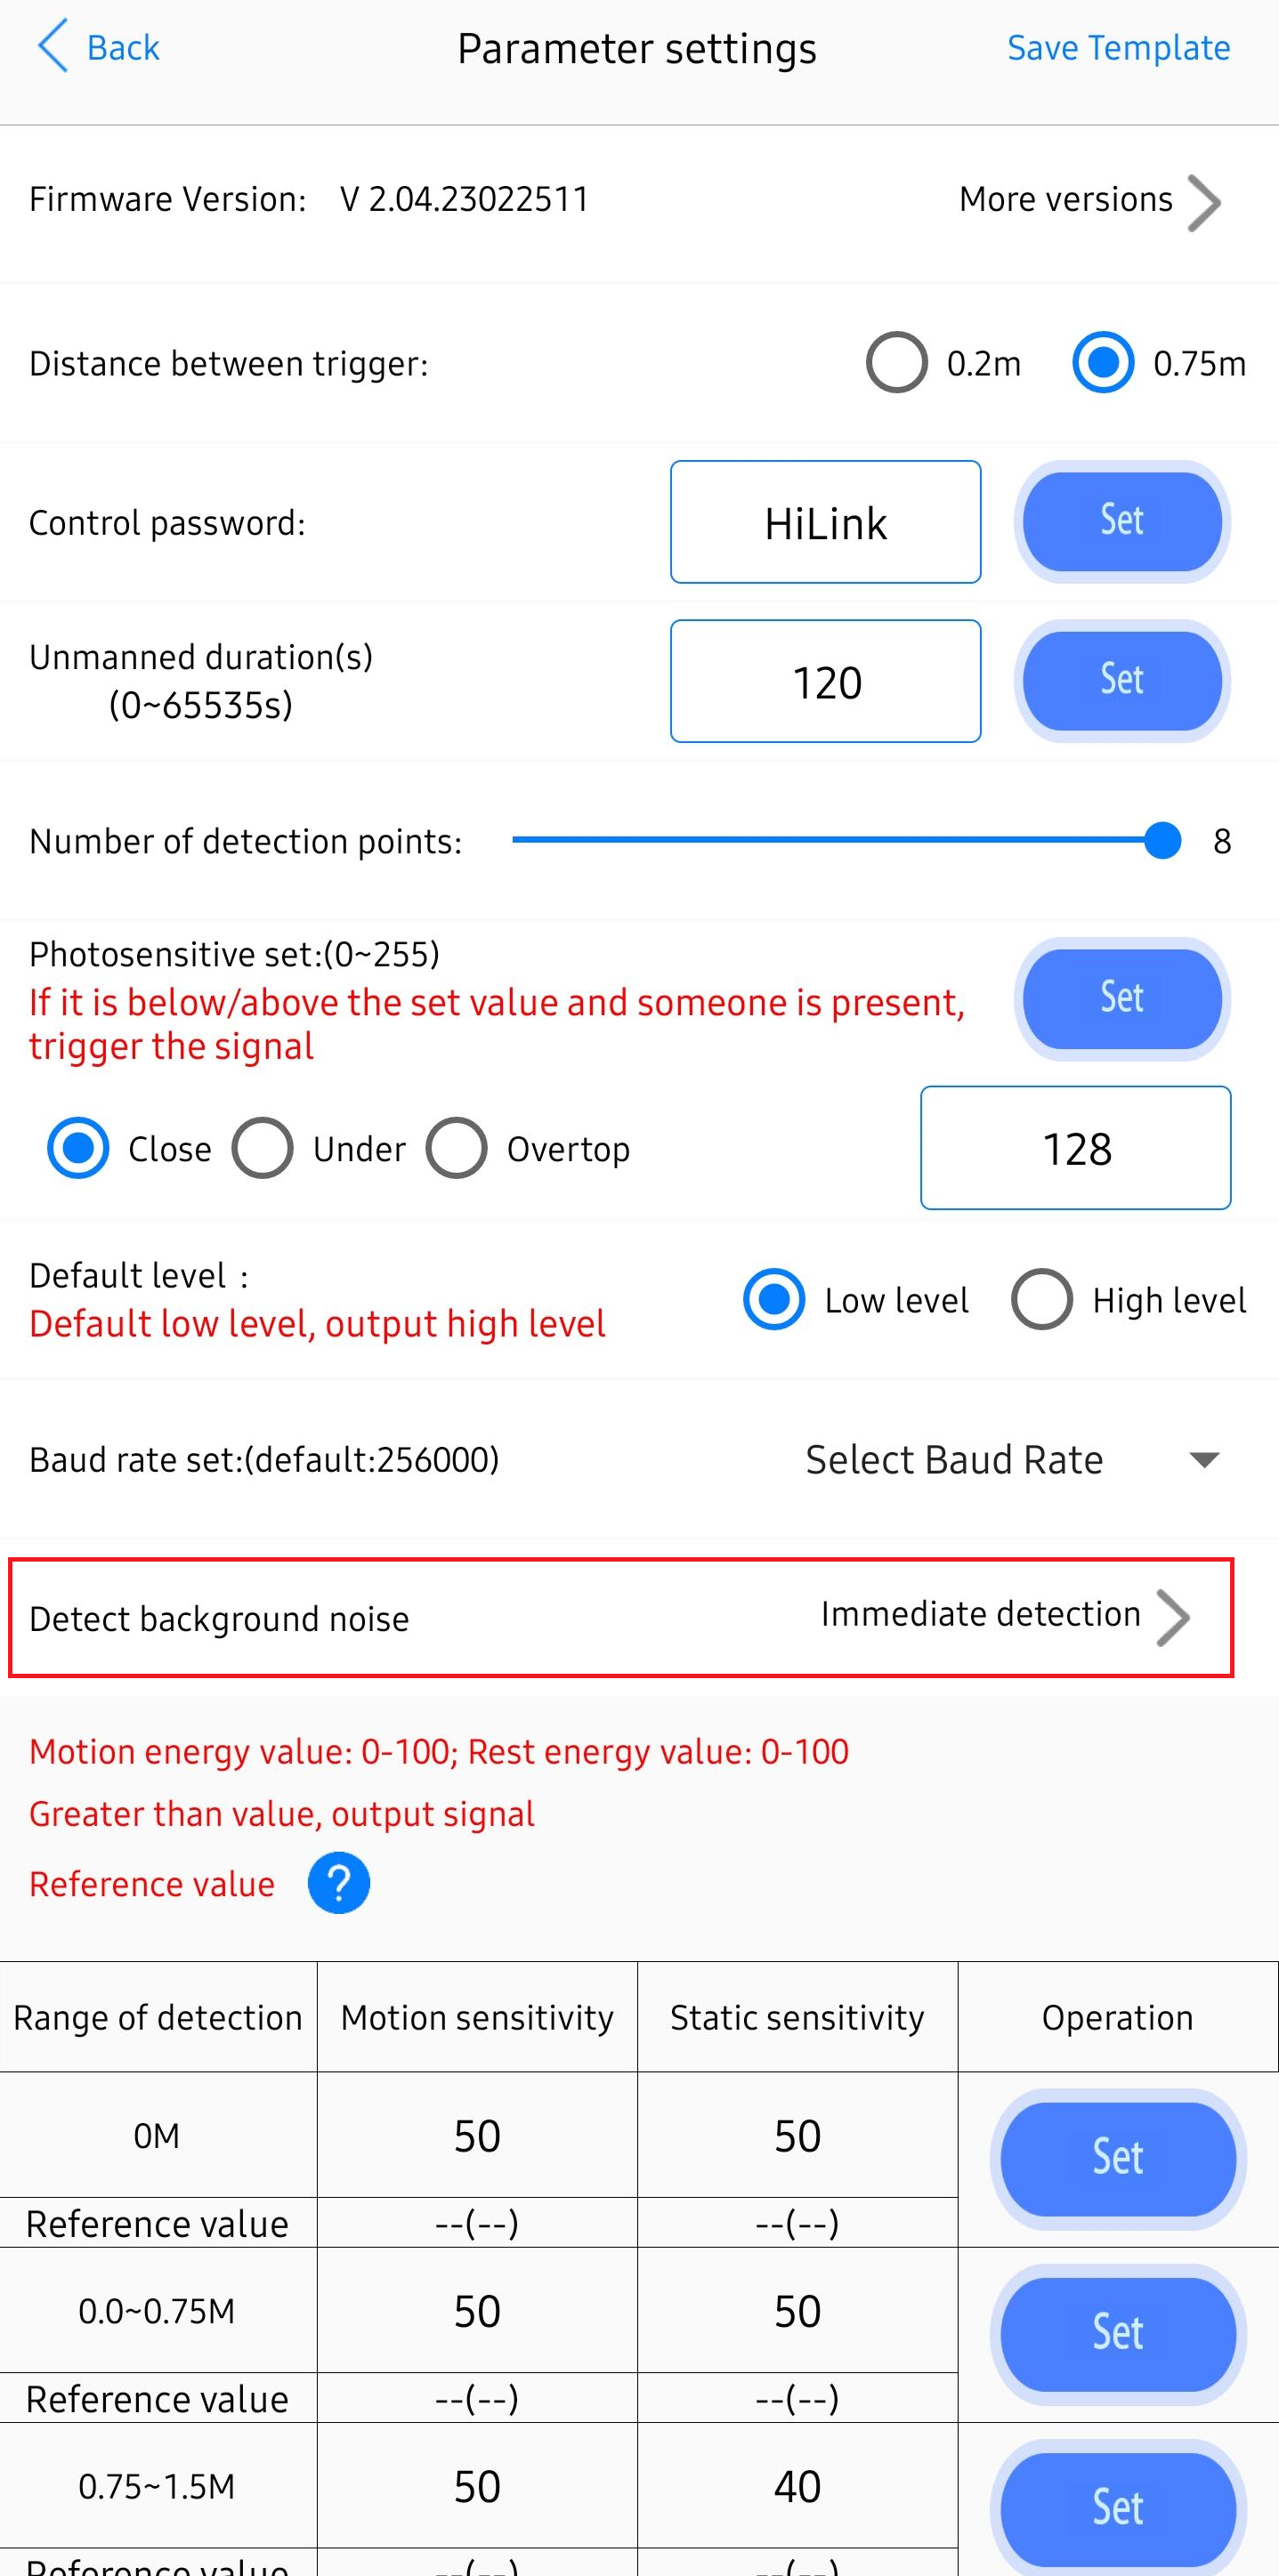 Back Parameter settings Save Template
Firmware Version: V 2.04.23022511 More versions
Distance between trigger: 0.2m 0.75m
Control password: HiLink Set
Unmanned duration(s)
(0~65535s) 120 Set
Number of detection points: 8
Photosensitive set:(0~255)
If it is below/above the set value and someone is present,
trigger the signal
Set
Close Under Overtop 128
Default level :
Default low level, output high level
Low level High level
Baud rate set:(default:256000) Select Baud Rate
Detect background noise Immediate detection
Motion energy value: 0-100; Rest energy value: 0-100
Greater than value, output signal
Reference value ?
Range of detection Motion sensitivity Static sensitivity Operation
0M 50 50 Set
Reference value --(--) --(--)
0.0~0.75M 50 50 Set
Reference value --(--) --(--)
0.75~1.5M 50 40 Set
Reference value --(--) --(--)